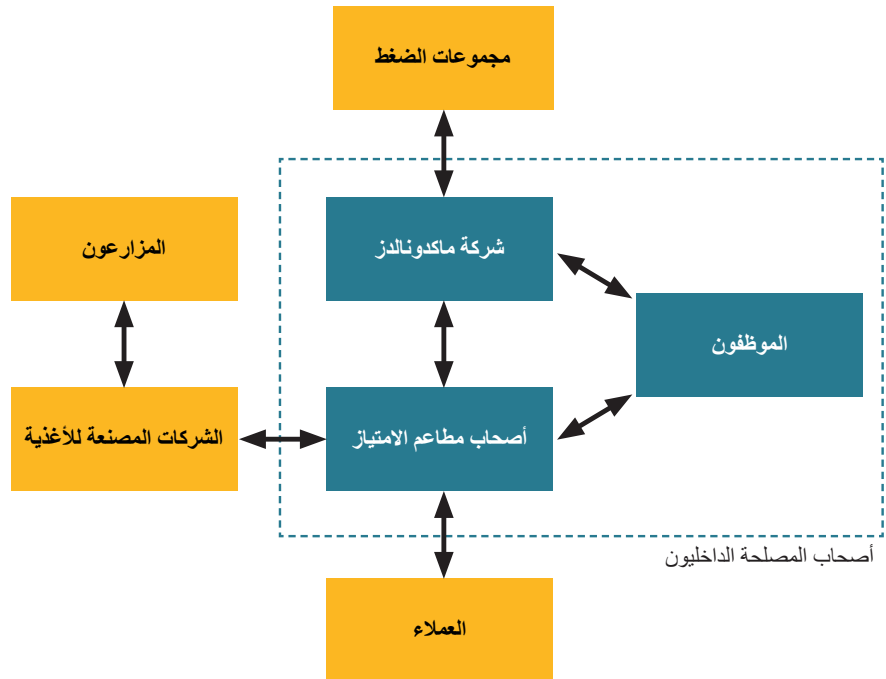 مجموعات الضغط
شركة ماكدونالدز
المزارعون
الموظفون
أصحاب مطاعم الامتياز
الشركات المصنعة للأغذية
أصحاب المصلحة الداخليون
العملاء